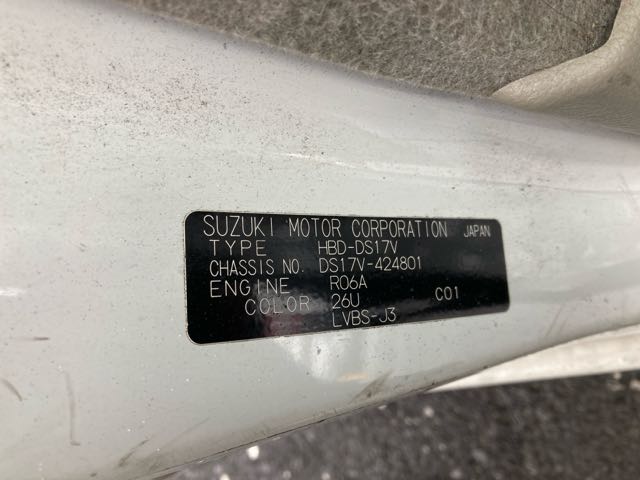 SUZUKI MOTOR CORPORATION JAPAN
TYPE HBD-DS17V
CHASSIS NO. DS17V-424801
ENGINE R06A
COLOR 26U C01
LVBS-J3